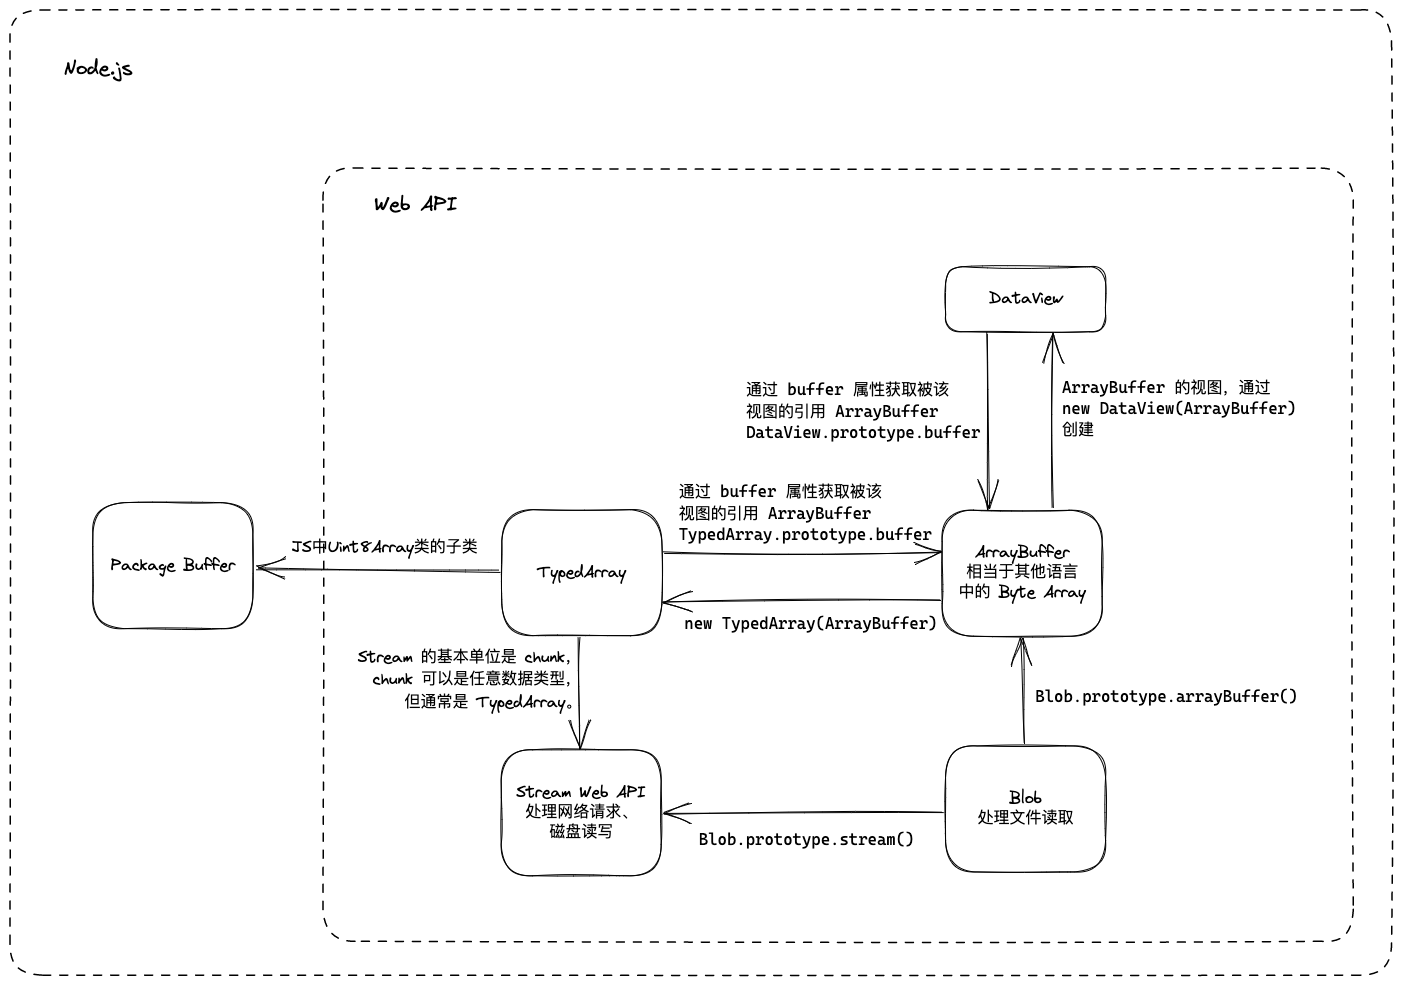 Node.js
Web API
DataView
通过 buffer 属性获取被该
视图的引用 ArrayBuffer
DataView.prototype.buffer
ArrayBuffer 的视图，通过
new DataView(ArrayBuffer)
创建
通过 buffer 属性获取被该
视图的引用 ArrayBuffer
TypedArray.prototype.buffer
JS中Uint8Array类的子类
Package Buffer
TypedArray
ArrayBuffer
相当于其他语言
中的 Byte Array
new TypedArray(ArrayBuffer)
Stream 的基本单位是 chunk，
chunk 可以是任意数据类型，
但通常是 TypedArray。
Blob.prototype.arrayBuffer()
Stream Web API
处理网络请求、
磁盘读写
Blob
处理文件读取
Blob.prototype.stream()